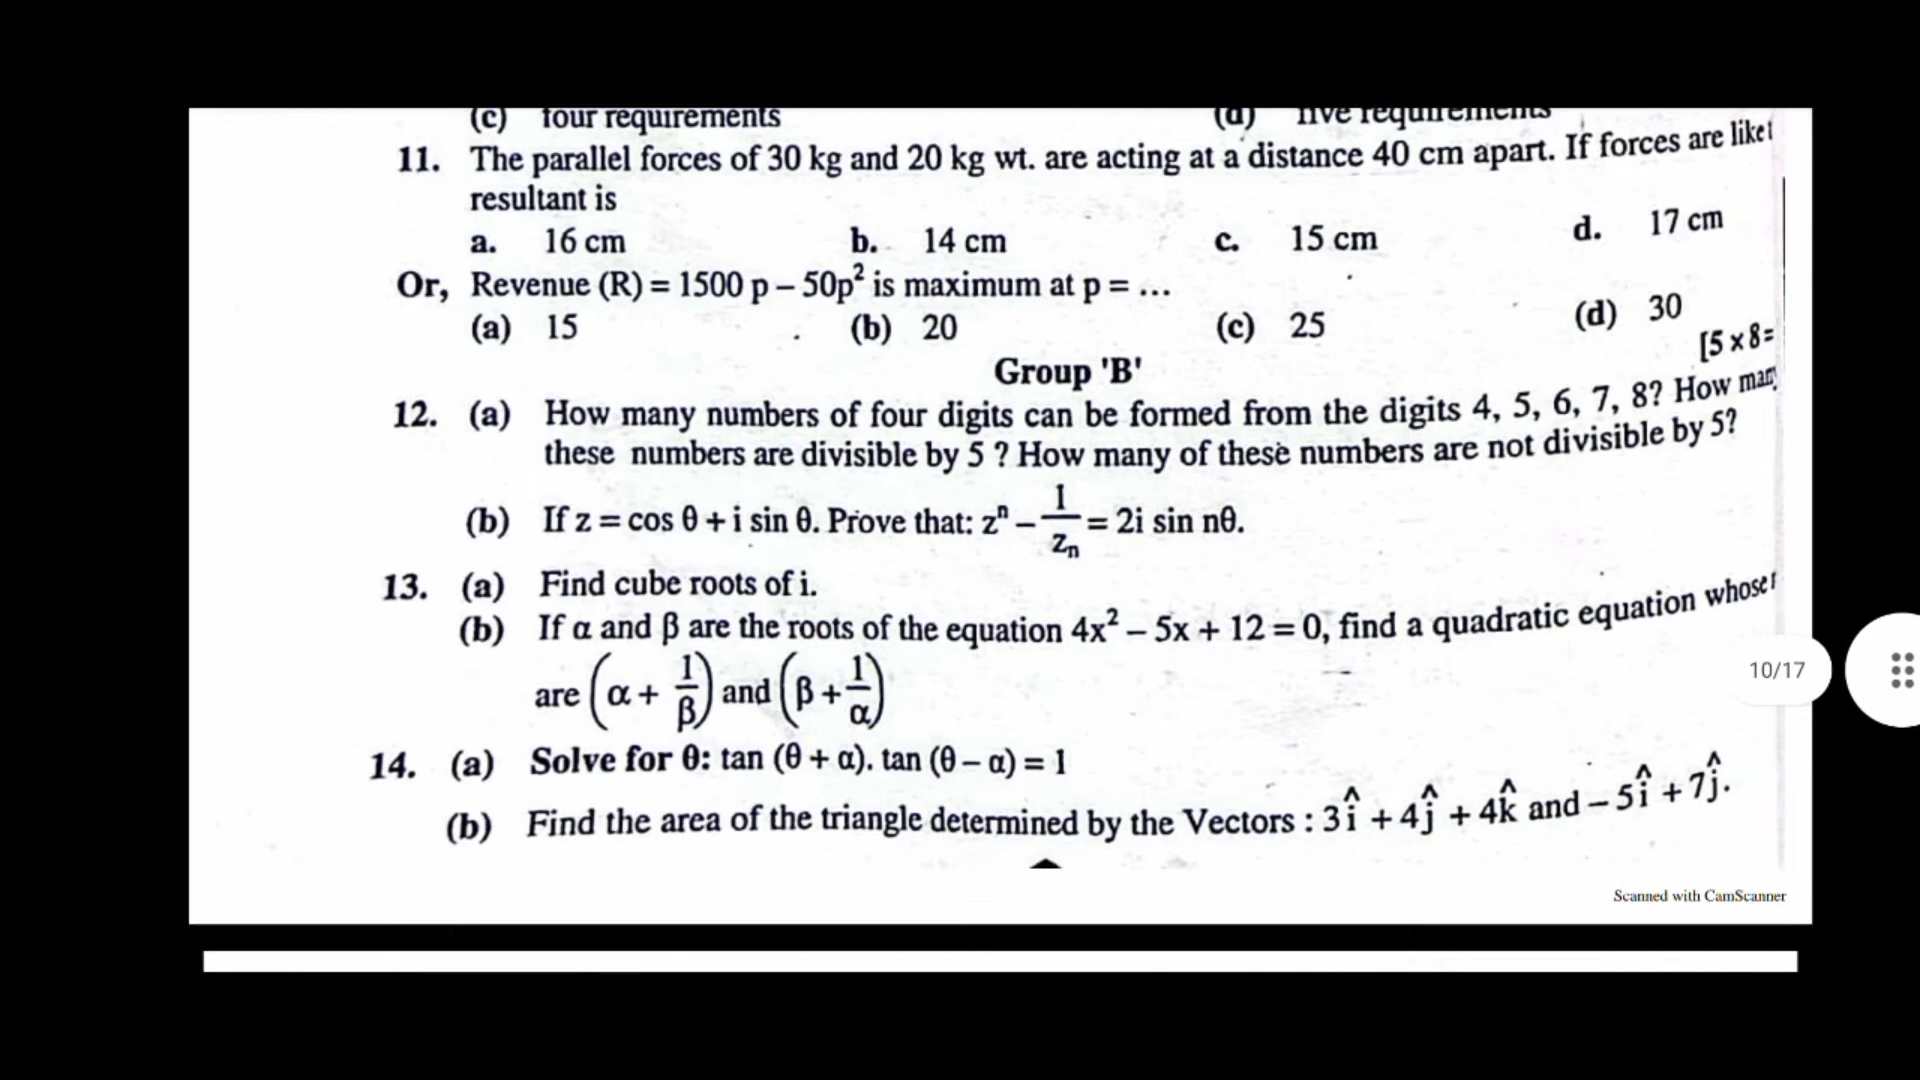 (c) four requirements (d) five requirements
11. The parallel forces of 30 kg and 20 kg wt. are acting at a distance 40 cm apart. If forces are like
resultant is
a. 16 cm b. 14 cm c. 15 cm d. 17 cm
Or, Revenue (R) = 1500 p – 50p² is maximum at p = ...
(a) 15 (b) 20 (c) 25 (d) 30
[5 × 8=
Group 'B'
12. (a) How many numbers of four digits can be formed from the digits 4, 5, 6, 7, 8? How many
these numbers are divisible by 5 ? How many of these numbers are not divisible by 5?
(b) If z = cos θ + i sin θ. Prove that: zⁿ – 1/zₙ = 2i sin nθ.
13. (a) Find cube roots of i.
(b) If α and β are the roots of the equation 4x² – 5x + 12 = 0, find a quadratic equation whose
are (α + 1/β) and (β + 1/α)
10/17
14. (a) Solve for θ: tan (θ + α). tan (θ – α) = 1
(b) Find the area of the triangle determined by the Vectors : 3î + 4ĵ + 4k̂ and – 5î + 7ĵ.
Scanned with CamScanner